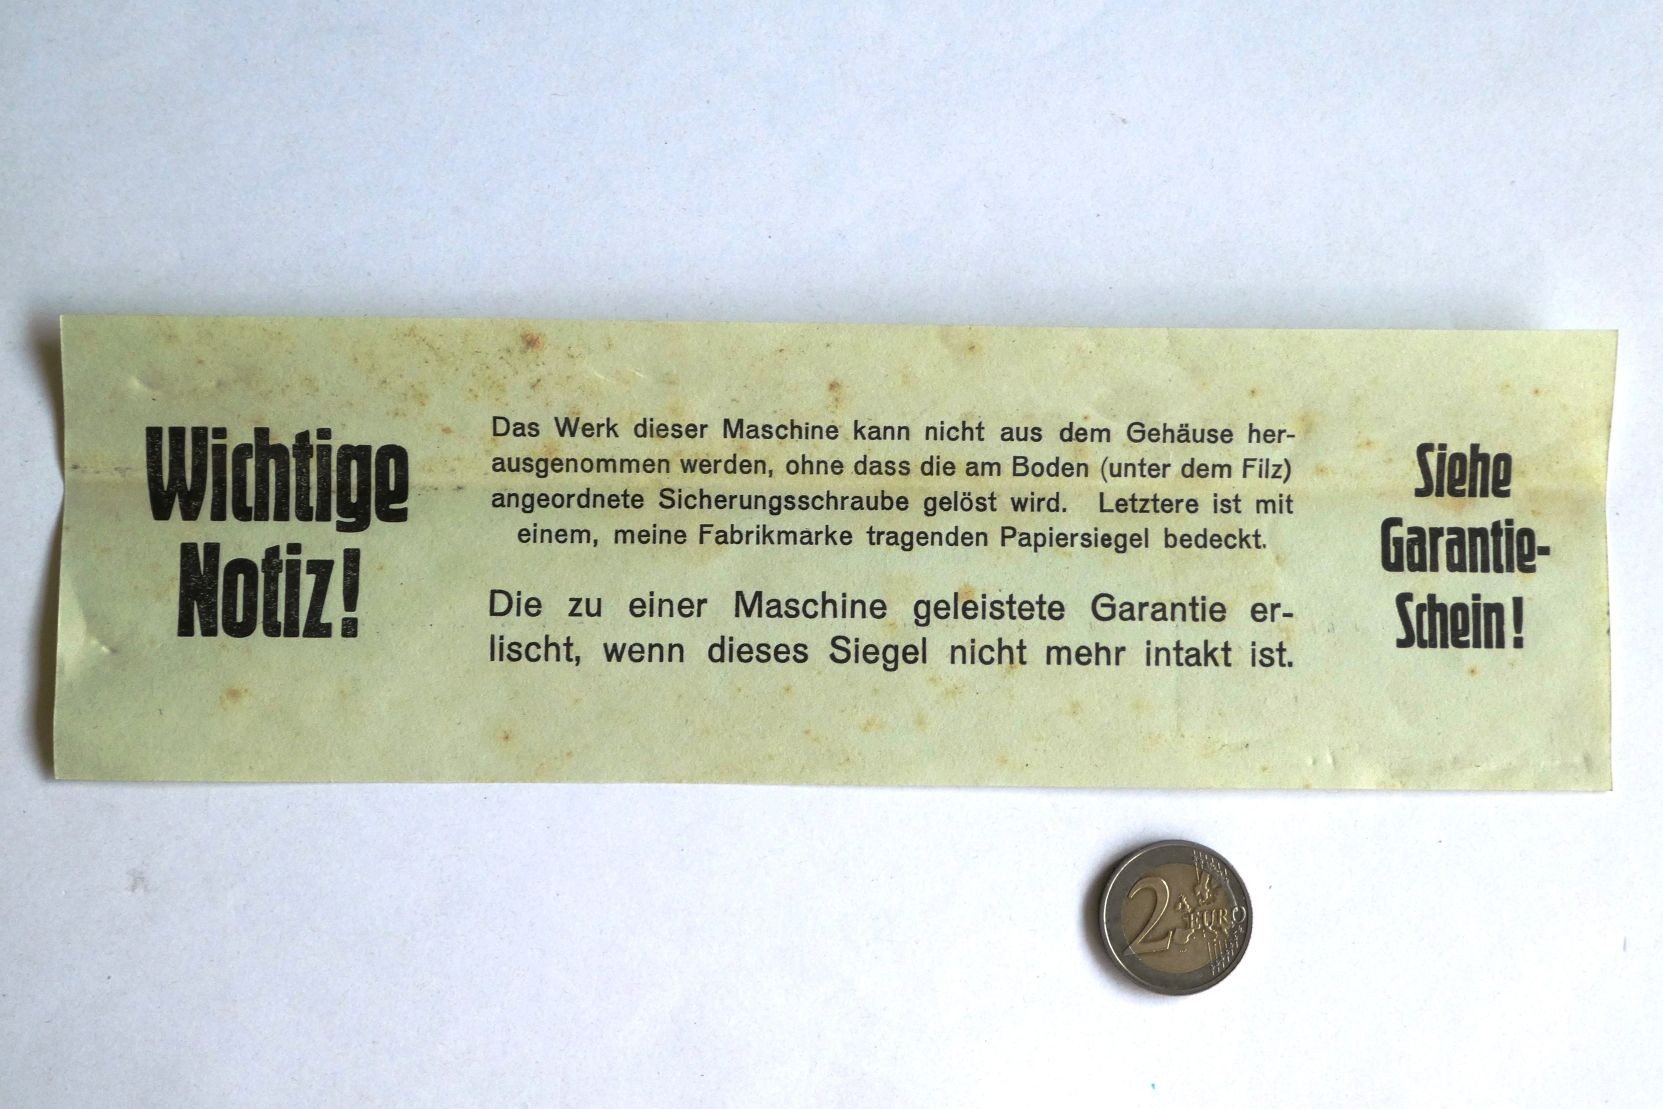 Wichtige
Notiz!
Das Werk dieser Maschine kann nicht aus dem Gehäuse her-
ausgenommen werden, ohne dass die am Boden (unter dem Filz)
angeordnete Sicherungsschraube gelöst wird. Letztere ist mit
einem, meine Fabrikmarke tragenden Papiersiegel bedeckt.
Die zu einer Maschine geleistete Garantie er-
lischt, wenn dieses Siegel nicht mehr intakt ist.
Siehe
Garantie-
Schein!
2
EURO